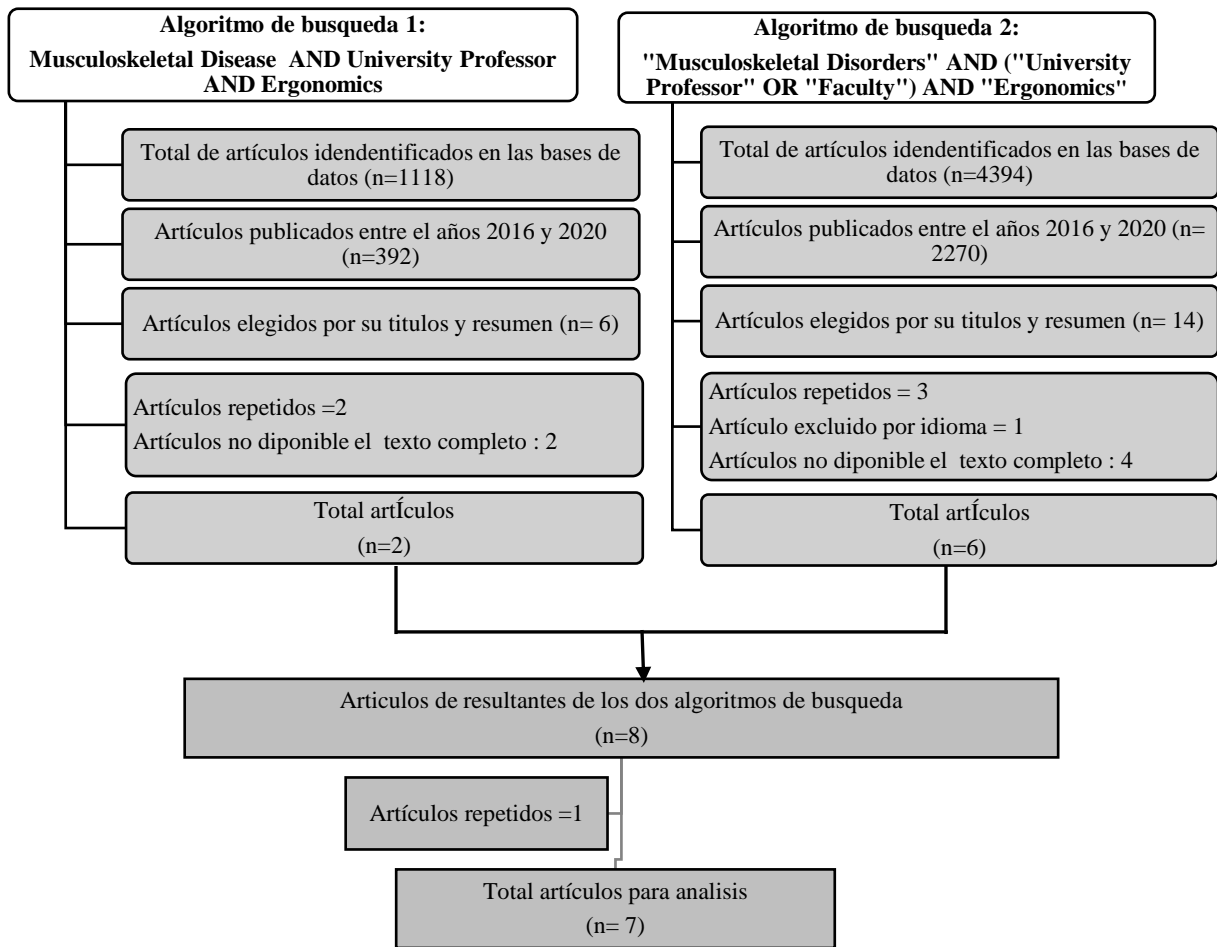 Algoritmo de busqueda 1:
Musculoskeletal Disease AND University Professor
AND Ergonomics
Total de artículos idendentificados en las bases de
datos (n=1118)
Artículos publicados entre el años 2016 y 2020
(n=392)
Artículos elegidos por su titulos y resumen (n= 6)
Artículos repetidos =2
Artículos no diponible el texto completo : 2
Total artÍculos
(n=2)
Algoritmo de busqueda 2:
"Musculoskeletal Disorders" AND ("University
Professor" OR "Faculty") AND "Ergonomics"
Total de artículos idendentificados en las bases de
datos (n=4394)
Artículos publicados entre el años 2016 y 2020 (n=
2270)
Artículos elegidos por su titulos y resumen (n= 14)
Artículos repetidos = 3
Artículo excluido por idioma = 1
Artículos no diponible el texto completo : 4
Total artÍculos
(n=6)
Articulos de resultantes de los dos algoritmos de busqueda
(n=8)
Artículos repetidos =1
Total artículos para analisis
(n= 7)